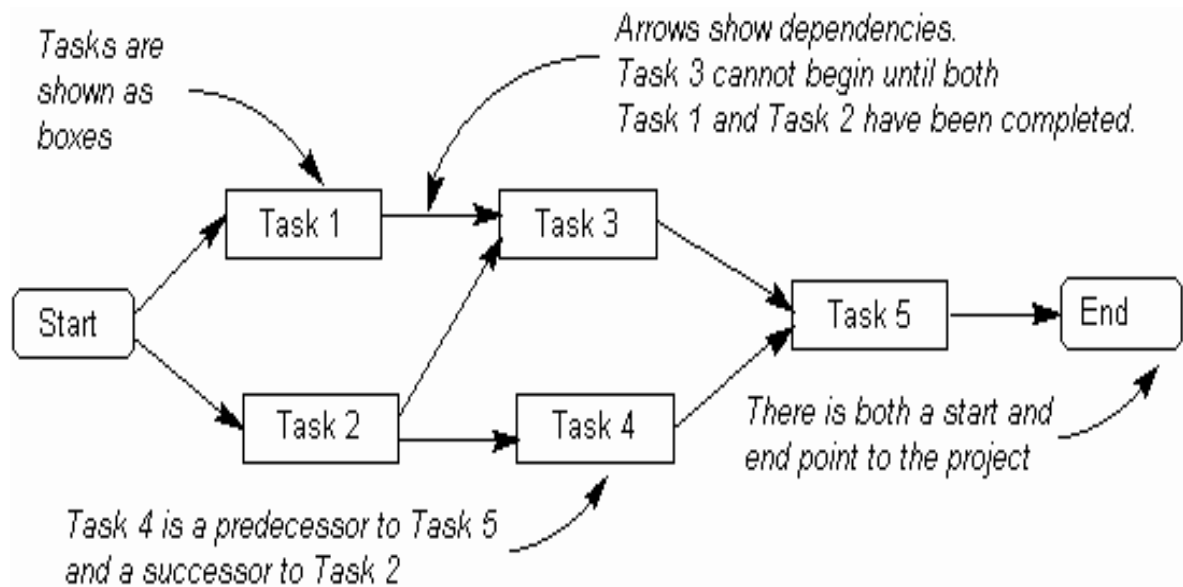 Tasks are
shown as
boxes
Arrows show dependencies.
Task 3 cannot begin until both
Task 1 and Task 2 have been completed.
Task 1
Task 3
Start
Task 5
End
Task 2
Task 4
There is both a start and
end point to the project
Task 4 is a predecessor to Task 5
and a successor to Task 2